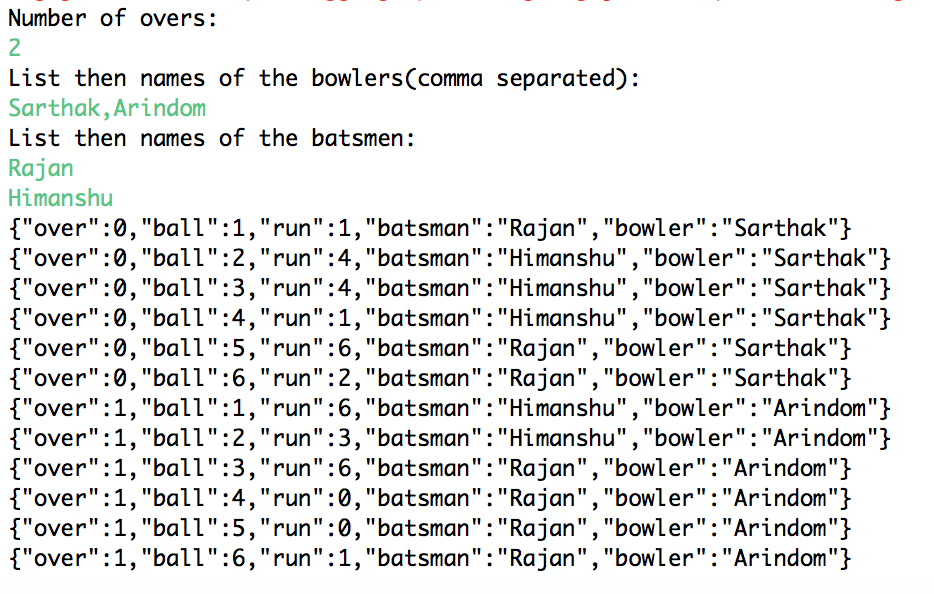 Number of overs:
2
List then names of the bowlers(comma separated):
Sarthak,Arindom
List then names of the batsmen:
Rajan
Himanshu
{"over":0,"ball":1,"run":1,"batsman":"Rajan","bowler":"Sarthak"}
{"over":0,"ball":2,"run":4,"batsman":"Himanshu","bowler":"Sarthak"}
{"over":0,"ball":3,"run":4,"batsman":"Himanshu","bowler":"Sarthak"}
{"over":0,"ball":4,"run":1,"batsman":"Himanshu","bowler":"Sarthak"}
{"over":0,"ball":5,"run":6,"batsman":"Rajan","bowler":"Sarthak"}
{"over":0,"ball":6,"run":2,"batsman":"Rajan","bowler":"Sarthak"}
{"over":1,"ball":1,"run":6,"batsman":"Himanshu","bowler":"Arindom"}
{"over":1,"ball":2,"run":3,"batsman":"Himanshu","bowler":"Arindom"}
{"over":1,"ball":3,"run":6,"batsman":"Rajan","bowler":"Arindom"}
{"over":1,"ball":4,"run":0,"batsman":"Rajan","bowler":"Arindom"}
{"over":1,"ball":5,"run":0,"batsman":"Rajan","bowler":"Arindom"}
{"over":1,"ball":6,"run":1,"batsman":"Rajan","bowler":"Arindom"}